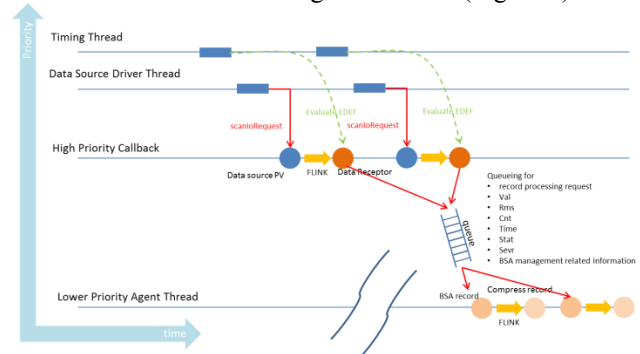 Priority
Timing Thread
Data Source Driver Thread
scanIoRequest
Evaluate EDEF
scanIoRequest
Evaluate EDEF
High Priority Callback
Data source PV
FLINK
Data Receptor
Queueing for
• record processing request
• Val
• Rms
• Cnt
• Time
• Stat
• Sevr
• BSA management related information
queue
Lower Priority Agent Thread
BSA record
Compress record
FLINK
time